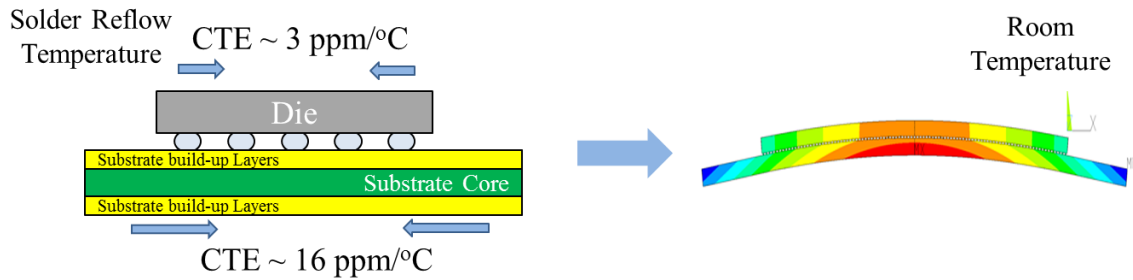 Solder Reflow
Temperature
CTE ~ 3 ppm/°C
Die
Substrate build-up Layers
Substrate Core
Substrate build-up Layers
CTE ~ 16 ppm/°C
Room
Temperature
X